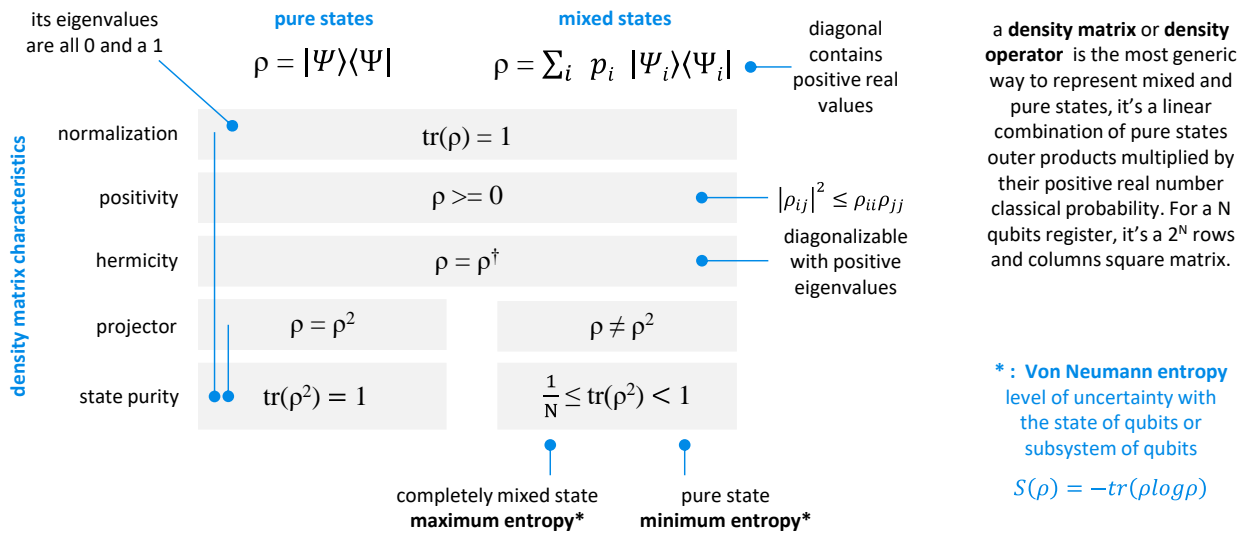 its eigenvalues
are all 0 and a 1
pure states
ρ = |Ψ⟩⟨Ψ|
mixed states
ρ = ∑ᵢ pᵢ |Ψᵢ⟩⟨Ψᵢ|
diagonal
contains
positive real
values
density matrix characteristics
normalization
tr(ρ) = 1
positivity
ρ >= 0
|ρᵢⱼ|² ≤ ρᵢᵢρⱼⱼ
hermicity
ρ = ρ†
diagonalizable
with positive
eigenvalues
projector
ρ = ρ²
ρ ≠ ρ²
state purity
tr(ρ²) = 1
1/N ≤ tr(ρ²) < 1
completely mixed state
maximum entropy*
pure state
minimum entropy*
a density matrix or density
operator is the most generic
way to represent mixed and
pure states, it’s a linear
combination of pure states
outer products multiplied by
their positive real number
classical probability. For a N
qubits register, it’s a 2ᴺ rows
and columns square matrix.
* : Von Neumann entropy
level of uncertainty with
the state of qubits or
subsystem of qubits
S(ρ) = −tr(ρlogρ)